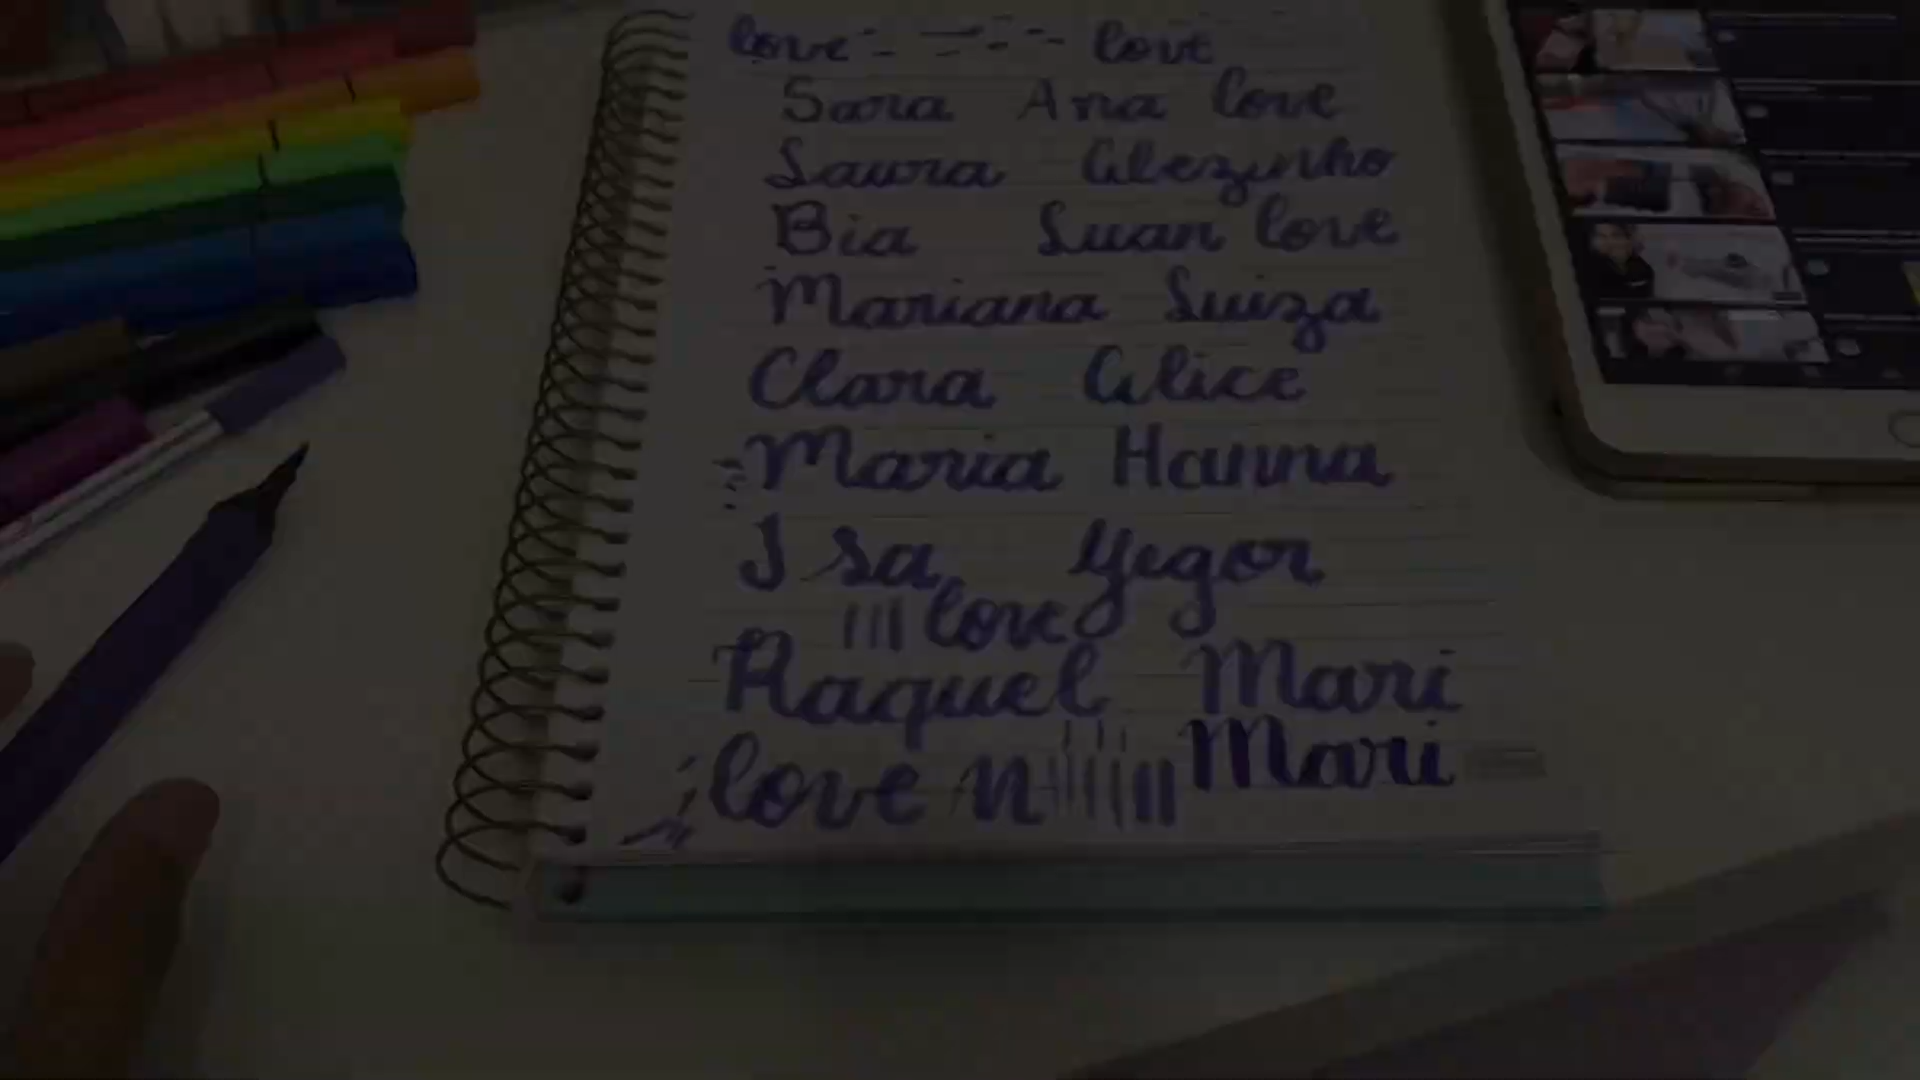 love love
Sara Ana love
Laura Alezinho
Bia Luan love
Mariana Luiza
Clara Alice
Maria Hanna
Isa Yegor
love
Raquel Mari
love n Mari